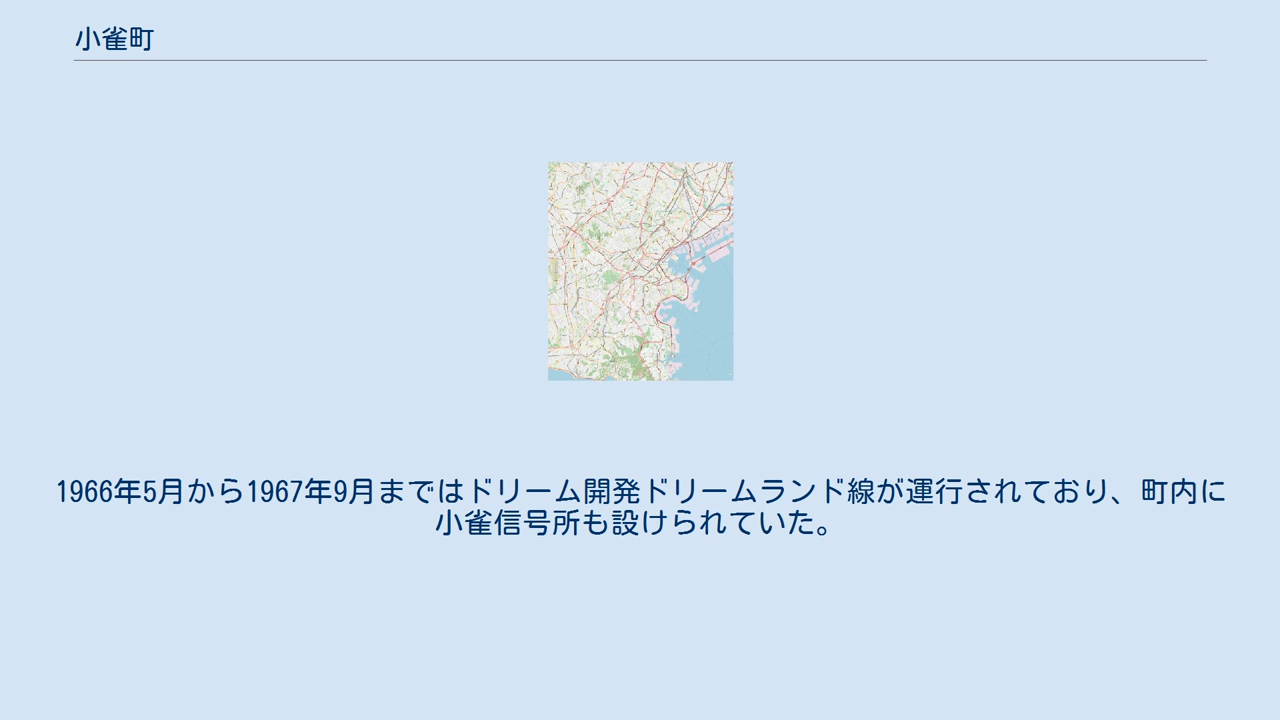 小雀町
1966年5月から1967年9月まではドリーム開発ドリームランド線が運行されており、町内に
小雀信号所も設けられていた。